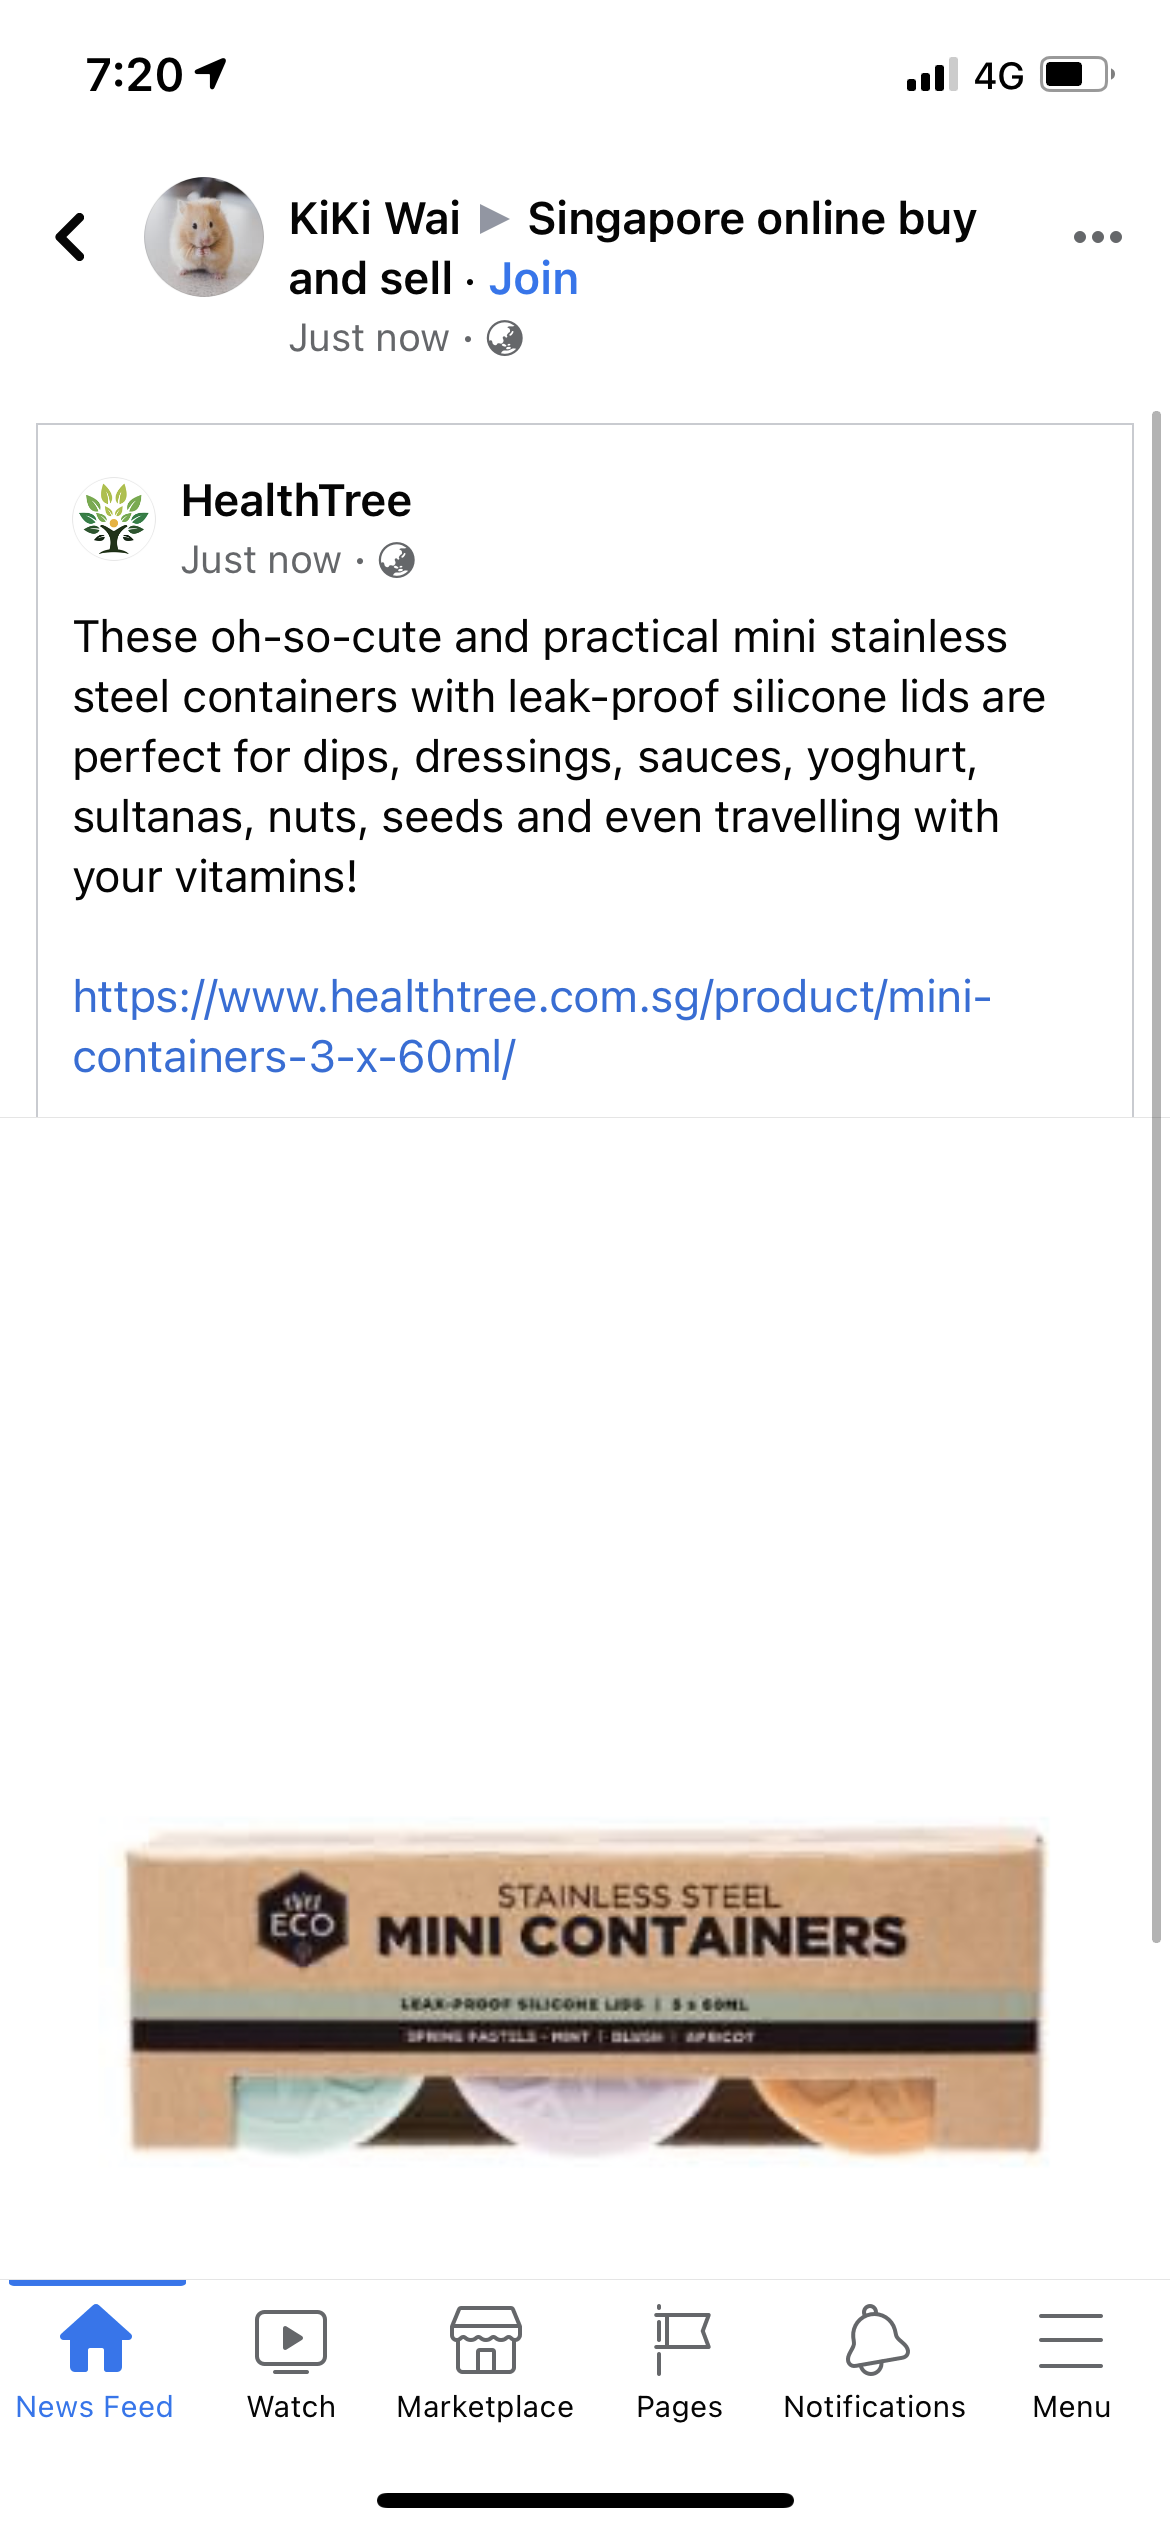 7:20
4G
KiKi Wai ▶ Singapore online buy
and sell · Join
Just now ·
HealthTree
Just now ·
These oh-so-cute and practical mini stainless
steel containers with leak-proof silicone lids are
perfect for dips, dressings, sauces, yoghurt,
sultanas, nuts, seeds and even travelling with
your vitamins!
https://www.healthtree.com.sg/product/mini-
containers-3-x-60ml/
STAINLESS STEEL
ECO
MINI CONTAINERS
LEAK-PROOF SILICONE LIDS | 3 x 60ML
SPRING PASTELS - MINT | BLUSH | APRICOT
News Feed
Watch
Marketplace
Pages
Notifications
Menu